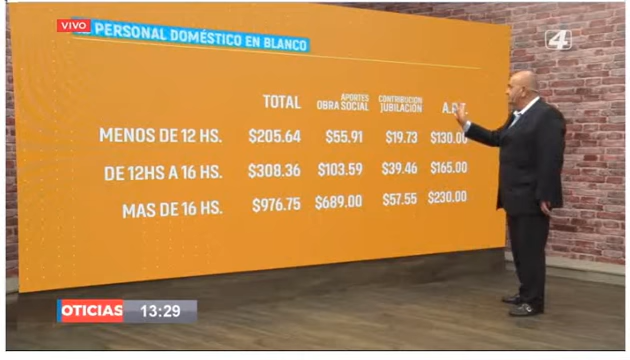 VIVO
PERSONAL DOMÉSTICO EN BLANCO
4
TOTAL APORTES OBRA SOCIAL CONTRIBUCION JUBILACIÓN
MENOS DE 12 HS. $205.64 $55.91 $19.73 $130.00
DE 12HS A 16 HS. $308.36 $103.59 $39.46 $165.00
MAS DE 16 HS. $976.75 $689.00 $57.55 $230.00
OTICIAS 13:29